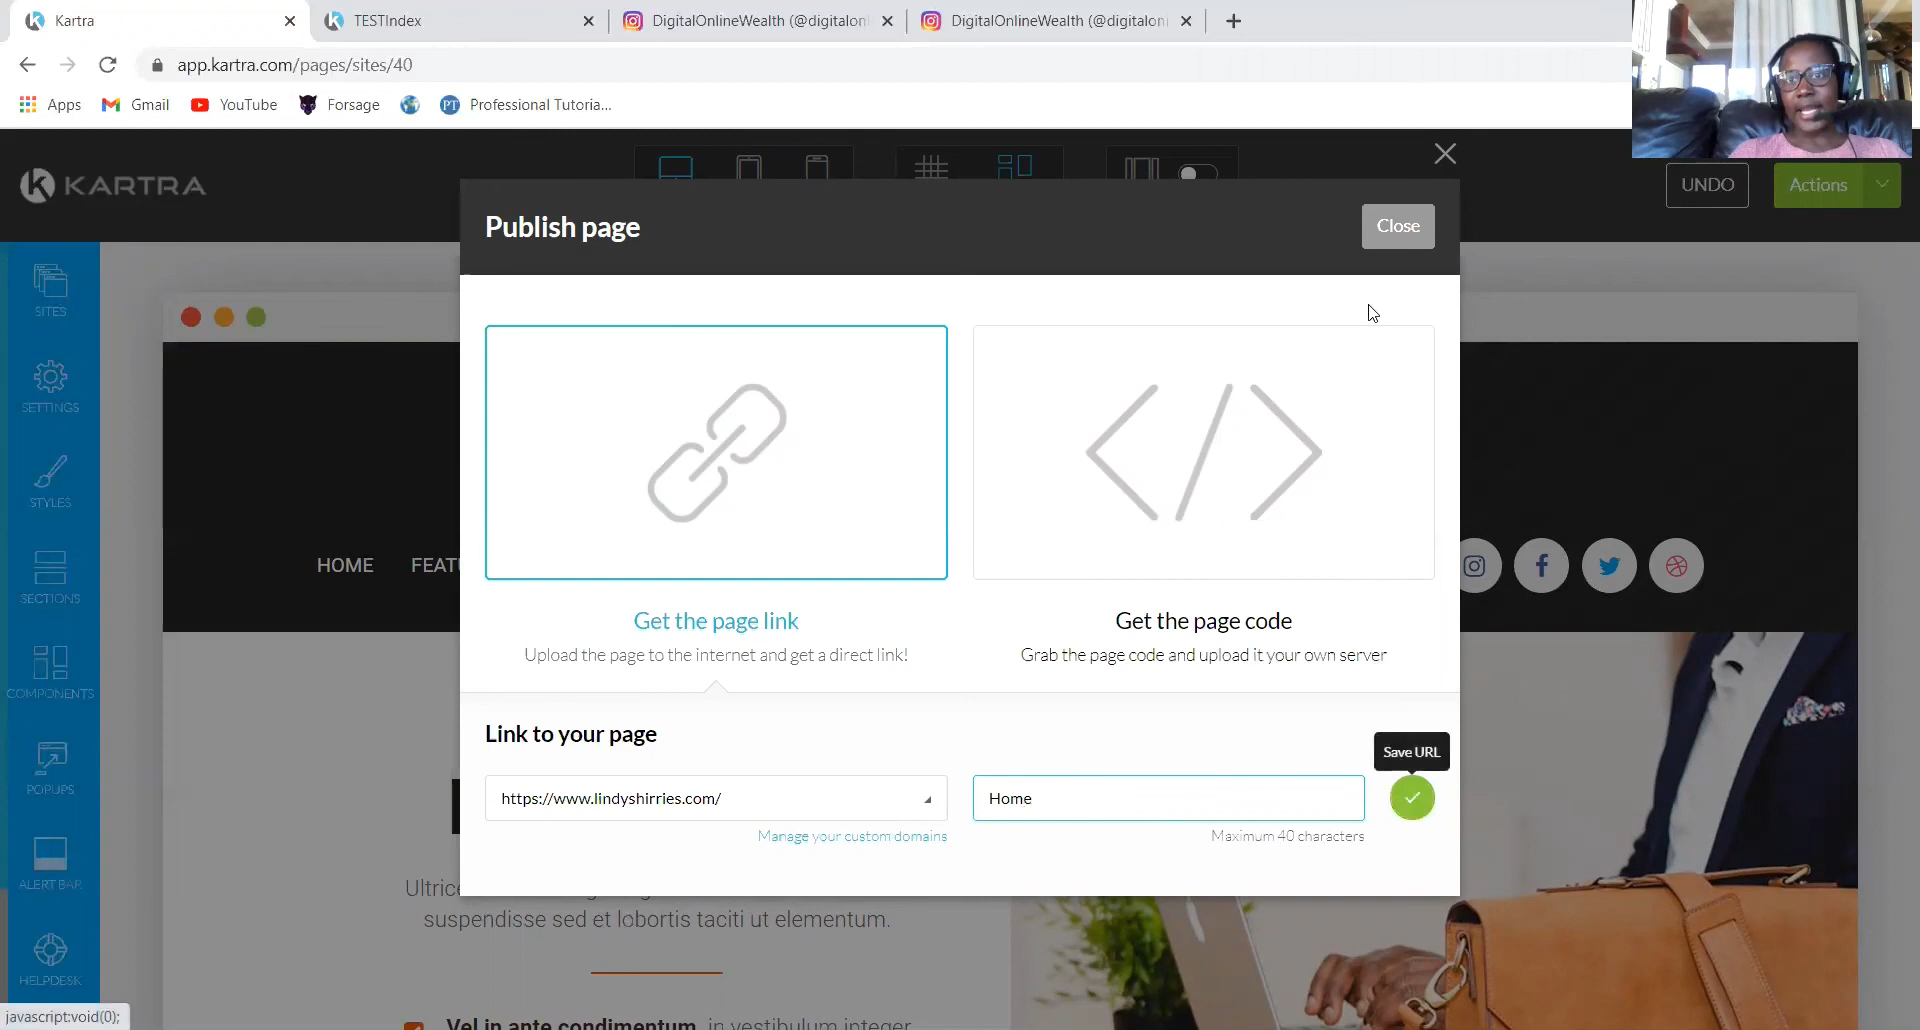 Kartra
TESTIndex
DigitalOnlineWealth (@digitalonl
DigitalOnlineWealth (@digitalonl
app.kartra.com/pages/sites/40
Apps
Gmail
YouTube
Forsage
PT
Professional Tutoria...
KARTRA
UNDO
Actions
Publish page
Close
SITES
SETTINGS
STYLES
SECTIONS
COMPONENTS
POPUPS
ALERT BAR
HELPDESK
HOME
Get the page link
Get the page code
Upload the page to the internet and get a direct link!
Grab the page code and upload it your own server
Link to your page
Save URL
https://www.lindyshirries.com/
Home
Manage your custom domains
Maximum 40 characters
suspendisse sed et lobortis taciti ut elementum.
Vel in ante condimentum, in vestibulum integer
javascript:void(0);